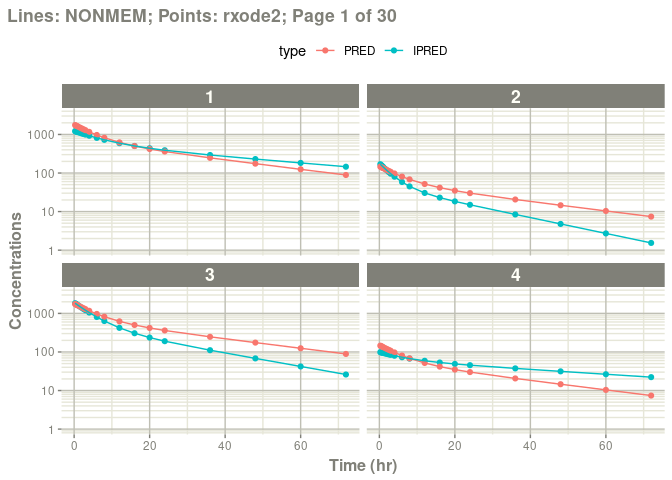 Lines: NONMEM; Points: rxode2; Page 1 of 30
type PRED IPRED
1 2
1000
100
10
1
3 4
1000
100
10
1
0 20 40 60 0 20 40 60
Time (hr)
Concentrations